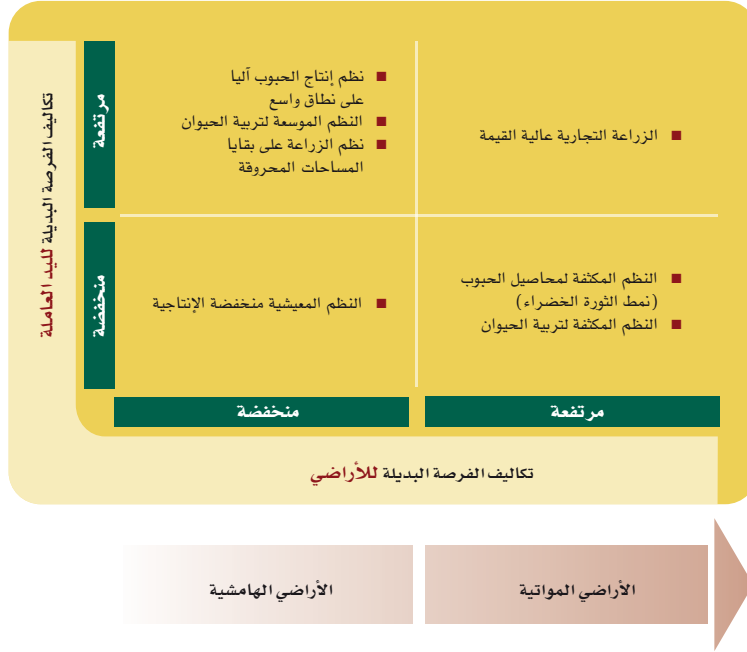 تكاليف الفرصة البديلة لليد العاملة
مرتفعة
الزراعة التجارية عالية القيمة
نظم إنتاج الحبوب آليا
على نطاق واسع
النظم الموسعة لتربية الحيوان
نظم الزراعة على بقايا
المساحات المحروقة
منخفضة
النظم المكثفة لمحاصيل الحبوب
(نمط الثورة الخضراء)
النظم المكثفة لتربية الحيوان
النظم المعيشية منخفضة الإنتاجية
مرتفعة
منخفضة
تكاليف الفرصة البديلة للأراضي
الأراضي المواتية
الأراضي الهامشية